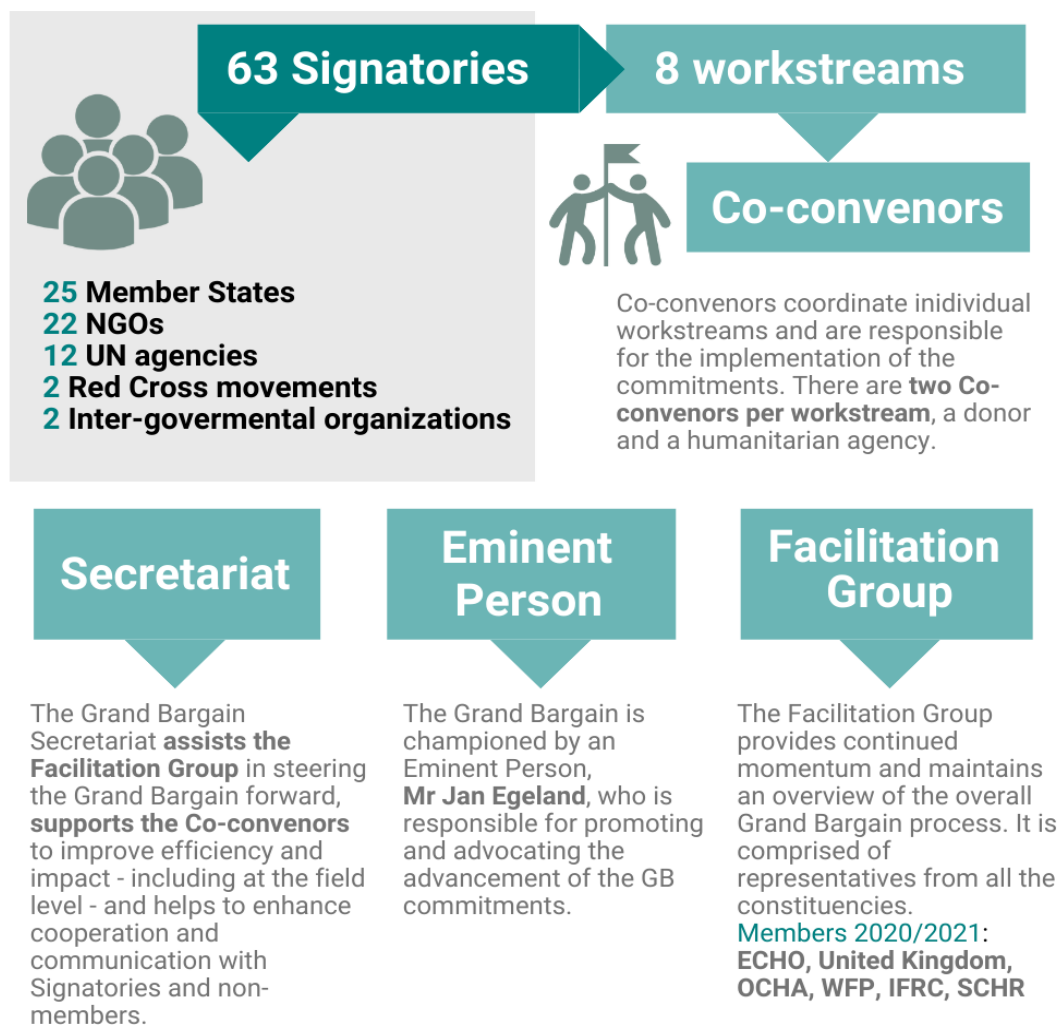 63 Signatories
8 workstreams
Co-convenors
25 Member States
22 NGOs
12 UN agencies
2 Red Cross movements
2 Inter-govermental organizations
Co-convenors coordinate inidividual
workstreams and are responsible
for the implementation of the
commitments. There are two Co-
convenors per workstream, a donor
and a humanitarian agency.
Secretariat
The Grand Bargain
Secretariat assists the
Facilitation Group in steering
the Grand Bargain forward,
supports the Co-convenors
to improve efficiency and
impact - including at the field
level - and helps to enhance
cooperation and
communication with
Signatories and non-
members.
Eminent
Person
The Grand Bargain is
championed by an
Eminent Person,
Mr Jan Egeland, who is
responsible for promoting
and advocating the
advancement of the GB
commitments.
Facilitation
Group
The Facilitation Group
provides continued
momentum and maintains
an overview of the overall
Grand Bargain process. It is
comprised of
representatives from all the
constituencies.
Members 2020/2021:
ECHO, United Kingdom,
OCHA, WFP, IFRC, SCHR